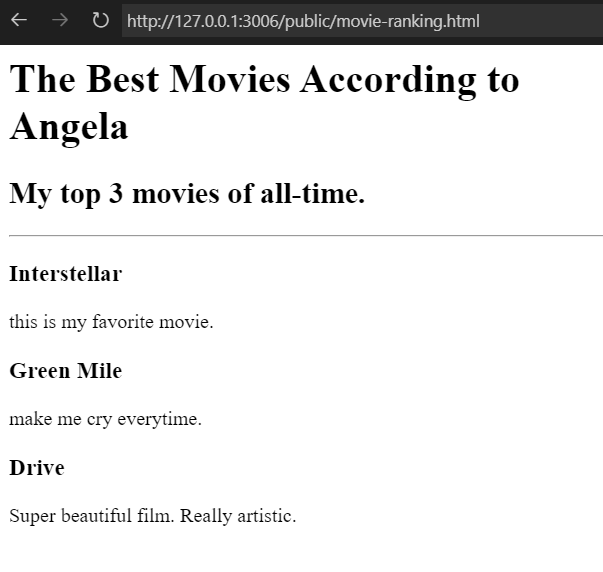 http://127.0.0.1:3006/public/movie-ranking.html
The Best Movies According to
Angela
My top 3 movies of all-time.
Interstellar
this is my favorite movie.
Green Mile
make me cry everytime.
Drive
Super beautiful film. Really artistic.